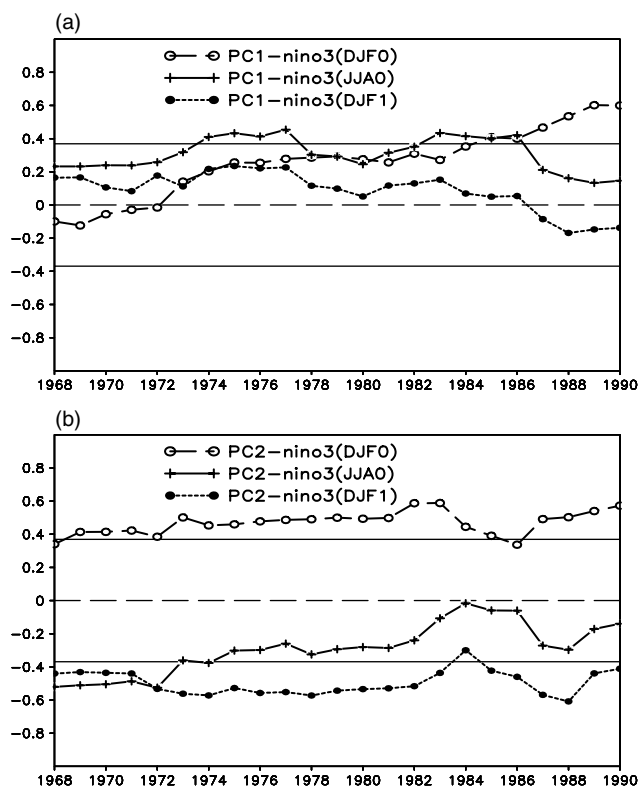 (a)
PC1-nino3(DJF0)
PC1-nino3(JJA0)
PC1-nino3(DJF1)
0.8
0.6
0.4
0.2
0
-0.2
-0.4
-0.6
-0.8
1968 1970 1972 1974 1976 1978 1980 1982 1984 1986 1988 1990
(b)
PC2-nino3(DJF0)
PC2-nino3(JJA0)
PC2-nino3(DJF1)
0.8
0.6
0.4
0.2
0
-0.2
-0.4
-0.6
-0.8
1968 1970 1972 1974 1976 1978 1980 1982 1984 1986 1988 1990